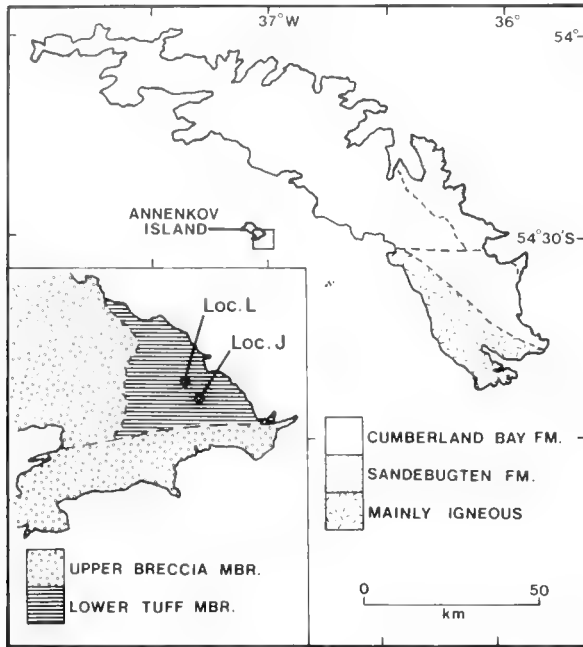 37°W
36°
54°
ANNENKOV
ISLAND
54°30'S
Loc. L
Loc. J
CUMBERLAND BAY FM.
SANDEBUGTEN FM.
MAINLY IGNEOUS
UPPER BRECCIA MBR.
LOWER TUFF MBR.
0 50
km